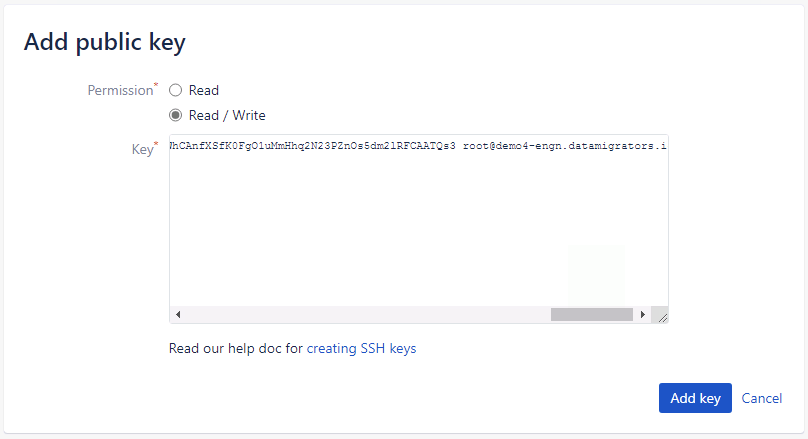 Add public key
Permission*
Read
Read / Write
Key*
root@demo4-engn.datamigrators.i
Read our help doc for creating SSH keys
Add key
Cancel